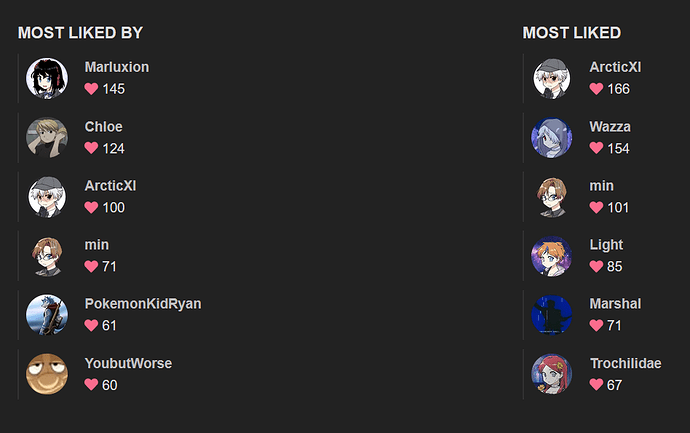 MOST LIKED BY
Marluxion
145
Chloe
124
ArcticXI
100
min
71
PokemonKidRyan
61
YoubutWorse
60
MOST LIKED
ArcticXI
166
Wazza
154
min
101
Light
85
Marshal
71
Trochilidae
67